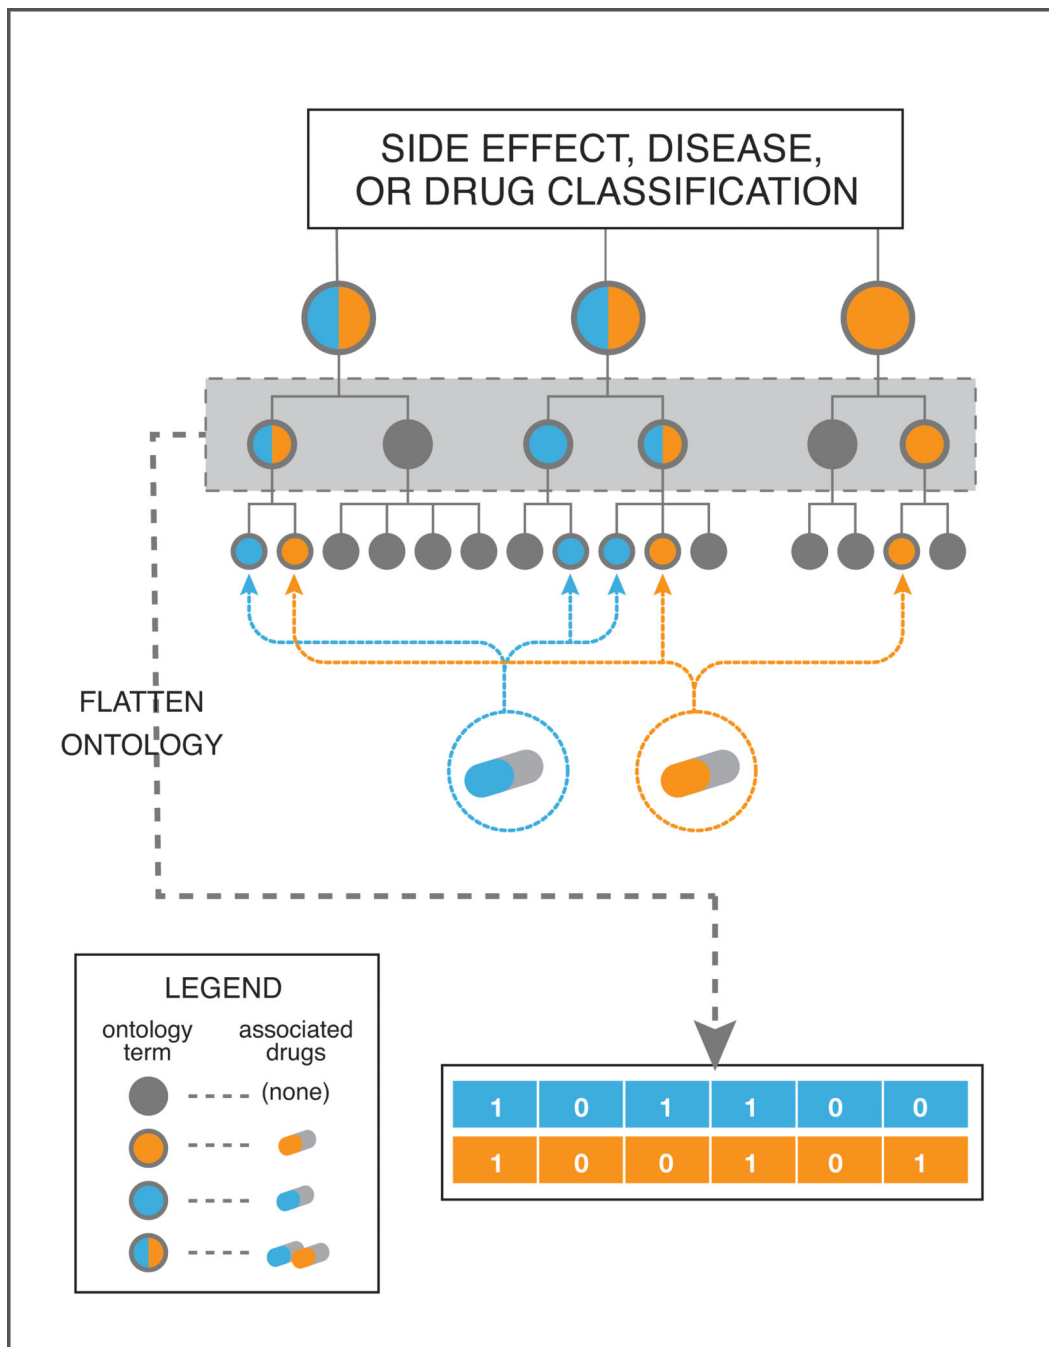 SIDE EFFECT, DISEASE,
OR DRUG CLASSIFICATION
FLATTEN
ONTOLOGY
LEGEND
ontology
term
associated
drugs
(none)
1 0 1 1 0 0
1 0 0 1 0 1